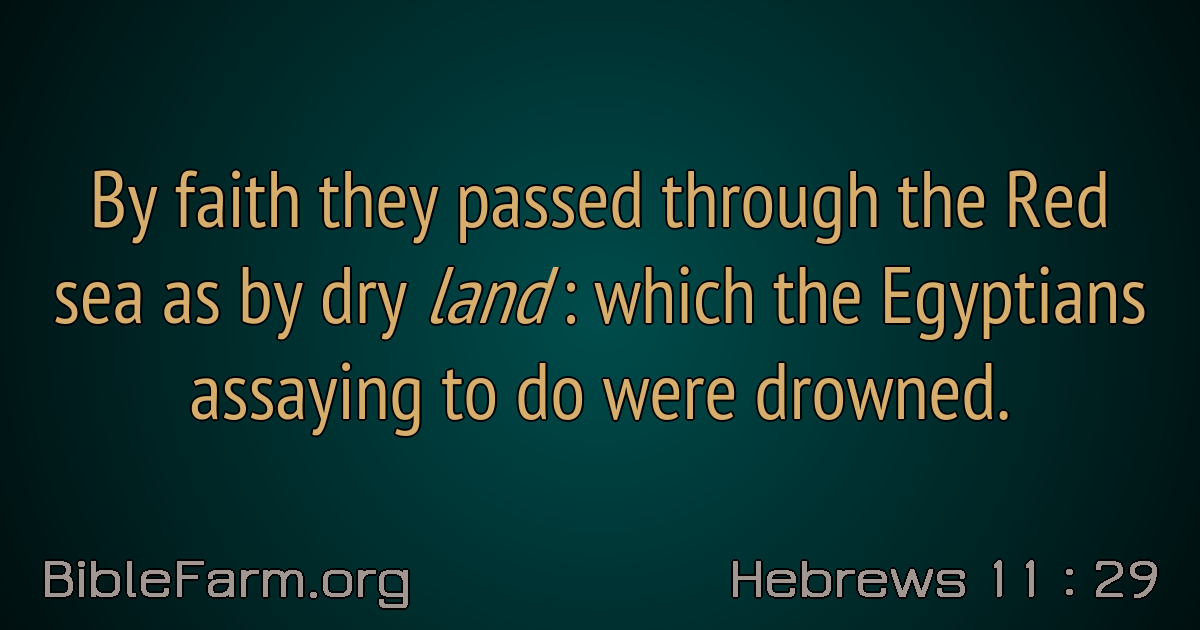 By faith they passed through the Red
sea as by dry land : which the Egyptians
assaying to do were drowned.
BibleFarm.org
Hebrews 11 : 29